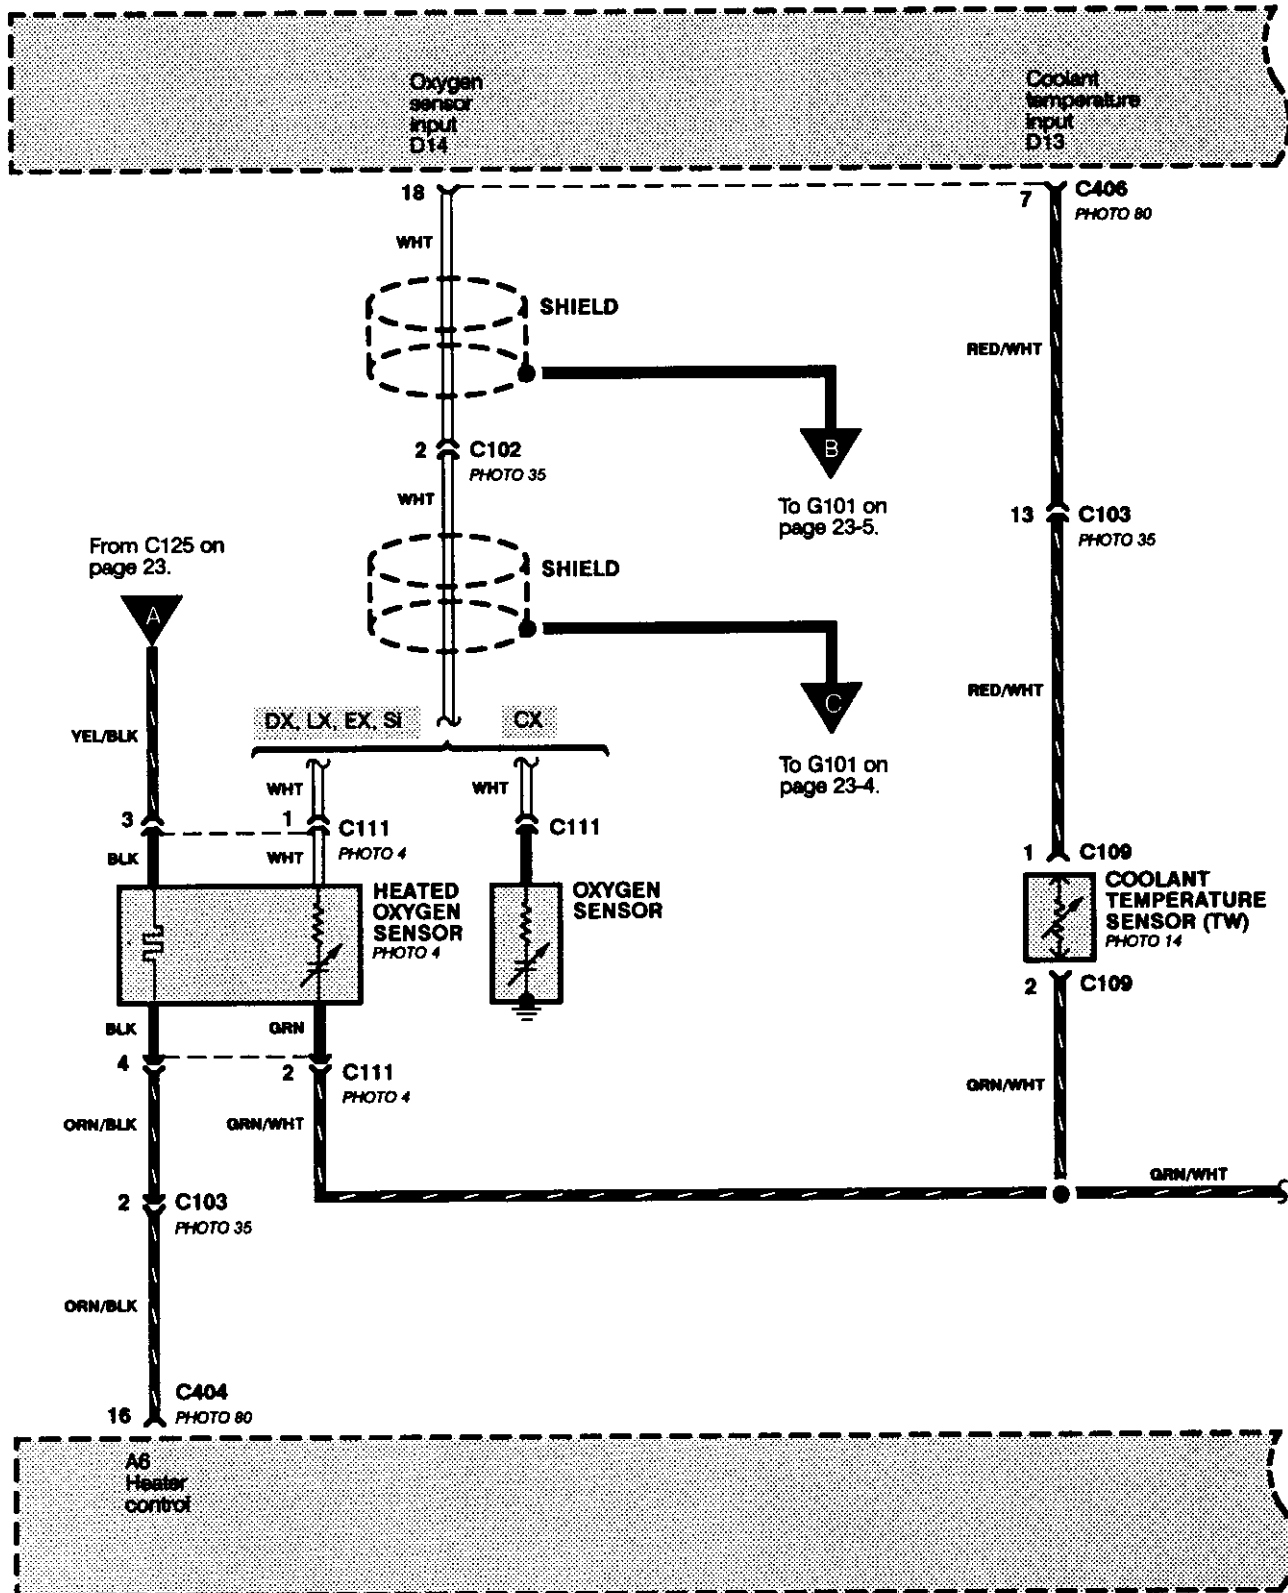 Oxygen
sensor
input
D14
Coolant
temperature
input
D13
18
7
C406
PHOTO 80
WHT
SHIELD
RED/WHT
B
2
C102
PHOTO 35
WHT
To G101 on
page 23-5.
13
C103
PHOTO 35
From C125 on
page 23.
A
SHIELD
RED/WHT
C
DX, LX, EX, Si
CX
YEL/BLK
To G101 on
page 23-4.
WHT
WHT
3
1
C111
PHOTO 4
C111
BLK
WHT
1
C109
HEATED
OXYGEN
SENSOR
PHOTO 4
OXYGEN
SENSOR
COOLANT
TEMPERATURE
SENSOR (TW)
PHOTO 14
2
C109
BLK
GRN
4
2
C111
PHOTO 4
GRN/WHT
ORN/BLK
GRN/WHT
GRN/WHT
2
C103
PHOTO 35
ORN/BLK
C404
16
PHOTO 80
A6
Heater
control